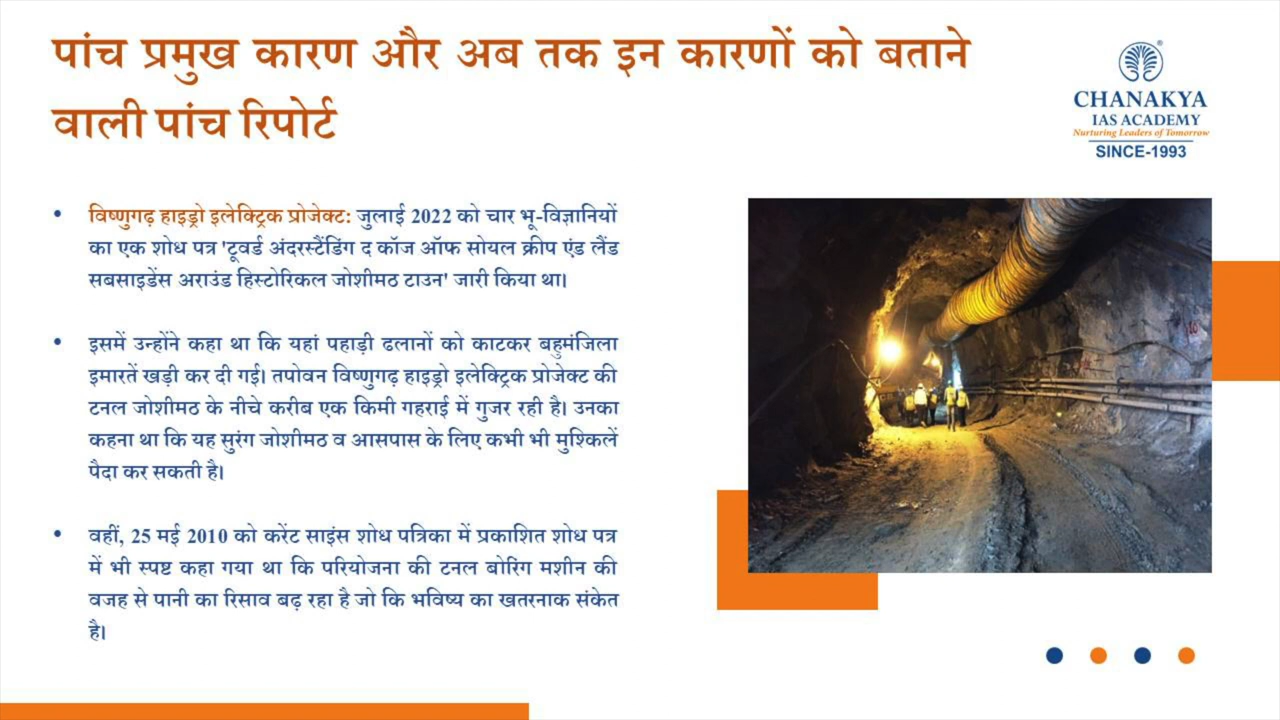 पांच प्रमुख कारण और अब तक इन कारणों को बताने
वाली पांच रिपोर्ट
CHANAKYA
IAS ACADEMY
Nurturing Leaders of Tomorrow
SINCE-1993
• विष्णुगढ़ हाइड्रो इलेक्ट्रिक प्रोजेक्ट: जुलाई 2022 को चार भू-विज्ञानियों
का एक शोध पत्र 'टूवर्ड अंदरस्टैंडिंग द कॉज ऑफ सोयल क्रीप एंड लैंड
सबसाइडेंस अराउंड हिस्टोरिकल जोशीमठ टाउन' जारी किया था।
• इसमें उन्होंने कहा था कि यहां पहाड़ी ढलानों को काटकर बहुमंजिला
इमारतें खड़ी कर दी गई। तपोवन विष्णुगढ़ हाइड्रो इलेक्ट्रिक प्रोजेक्ट की
टनल जोशीमठ के नीचे करीब एक किमी गहराई में गुजर रही है। उनका
कहना था कि यह सुरंग जोशीमठ व आसपास के लिए कभी भी मुश्किलें
पैदा कर सकती है।
• वहीं, 25 मई 2010 को करेंट साइंस शोध पत्रिका में प्रकाशित शोध पत्र
में भी स्पष्ट कहा गया था कि परियोजना की टनल बोरिंग मशीन की
वजह से पानी का रिसाव बढ़ रहा है जो कि भविष्य का खतरनाक संकेत
है।